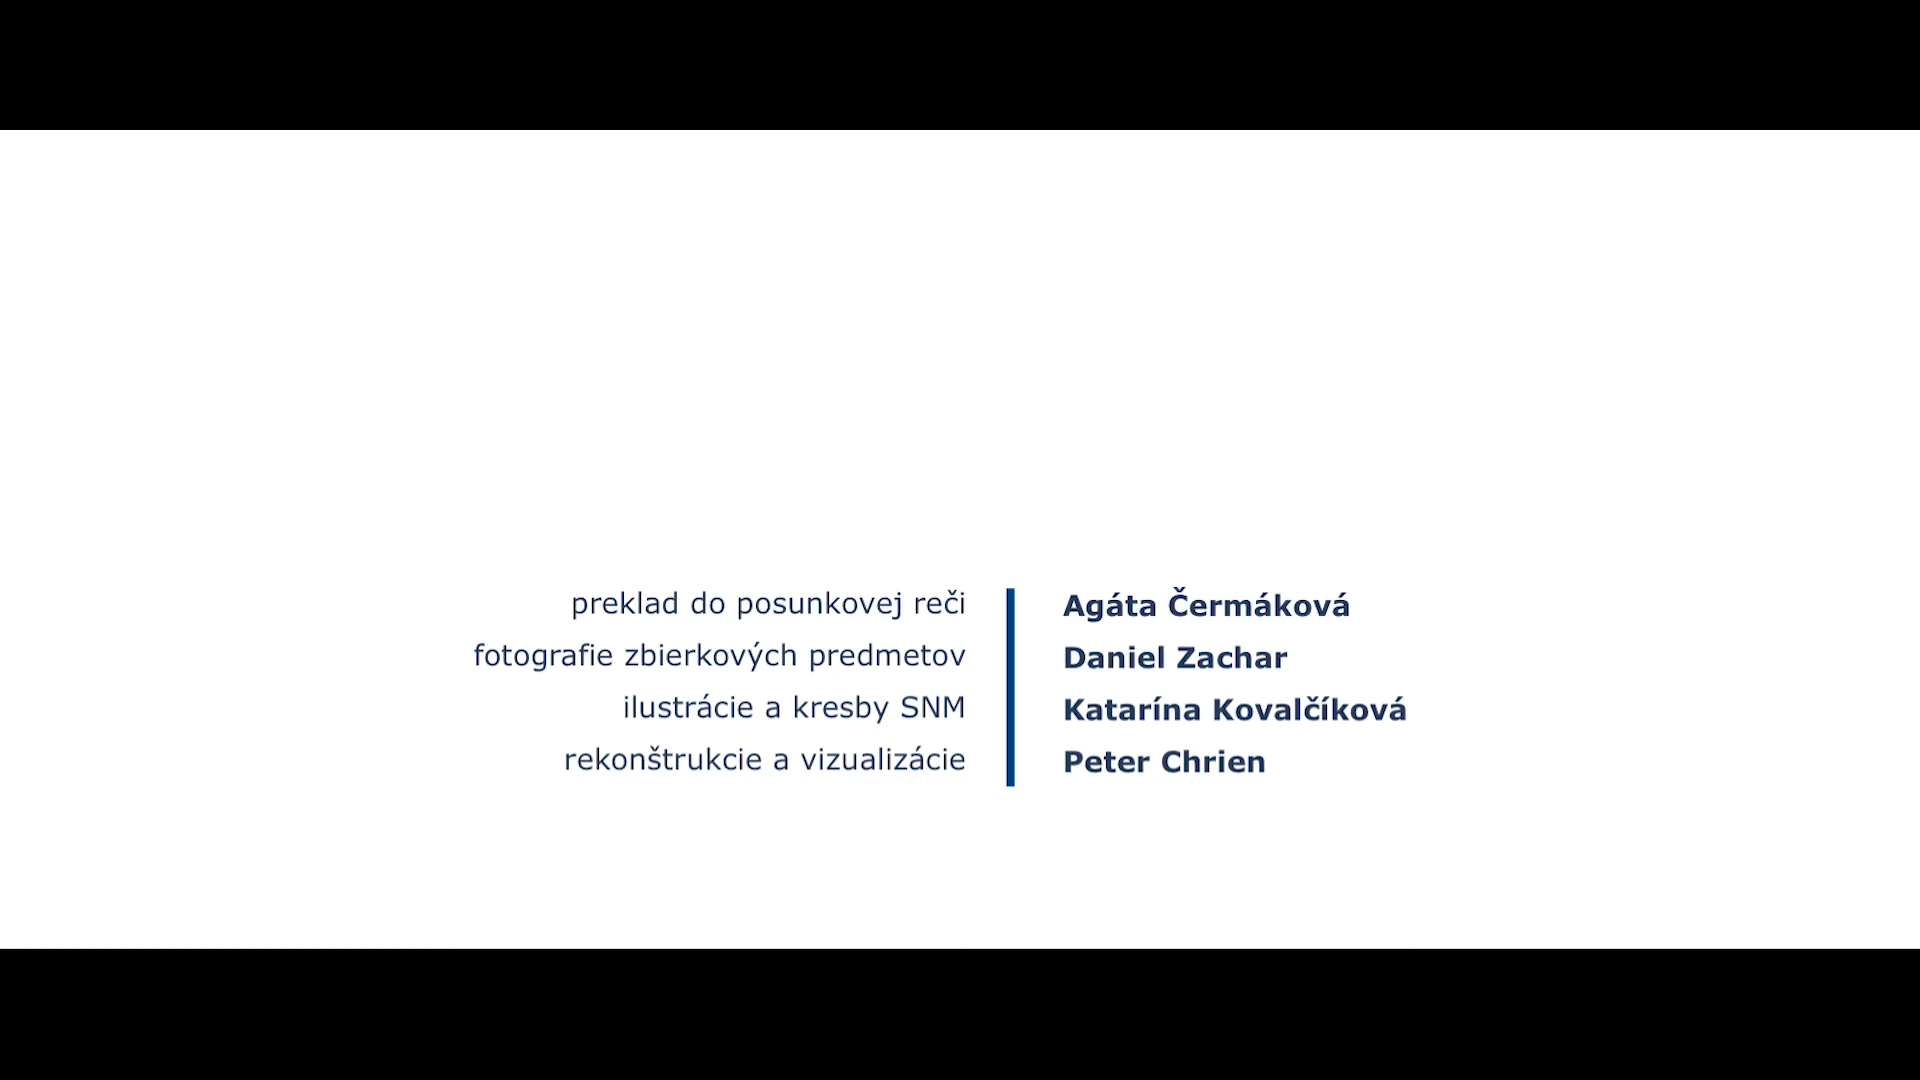 preklad do posunkovej reči Agáta Čermáková
fotografie zbierkových predmetov Daniel Zachar
ilustrácie a kresby SNM Katarína Kovalčíková
rekonštrukcie a vizualizácie Peter Chrien